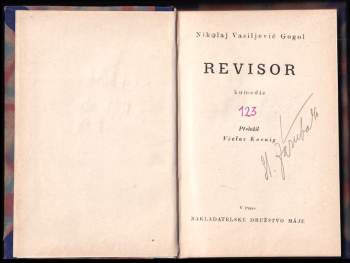 Nikolaj Vasiljevič Gogol
REVISOR
komedie
123
Přeložil
Václav Koenig
V Praze
NAKLADATELSKÉ DRUŽSTVO MÁJE